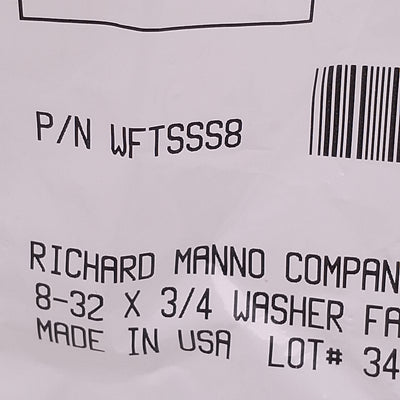 P/N WFTSSS8
RICHARD MANNO COMPAN
8-32 X 3/4 WASHER FA
MADE IN USA LOT# 34